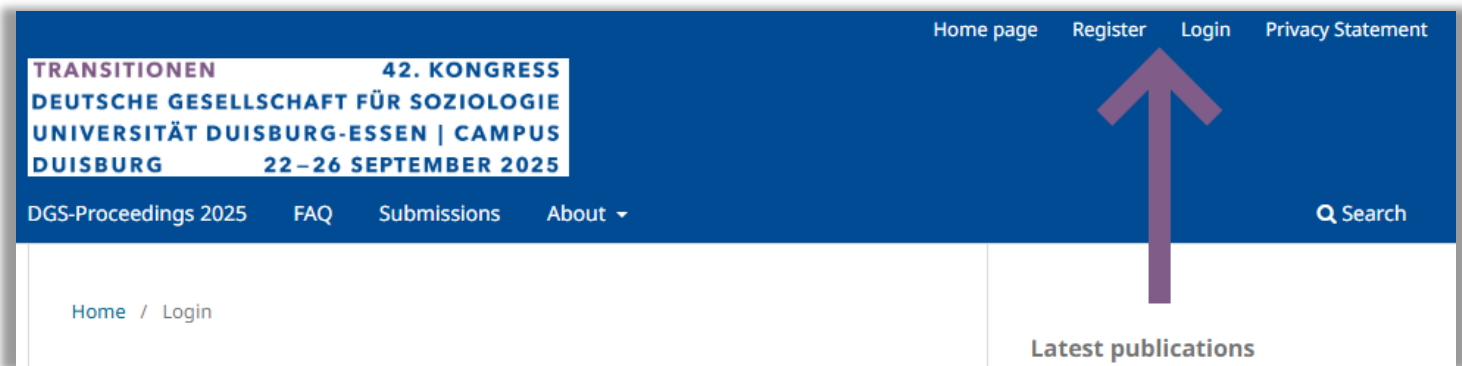 Home page Register Login Privacy Statement
TRANSITIONEN 42. KONGRESS
DEUTSCHE GESELLSCHAFT FÜR SOZIOLOGIE
UNIVERSITÄT DUISBURG-ESSEN | CAMPUS
DUISBURG 22–26 SEPTEMBER 2025
DGS-Proceedings 2025 FAQ Submissions About Search
Home / Login
Latest publications